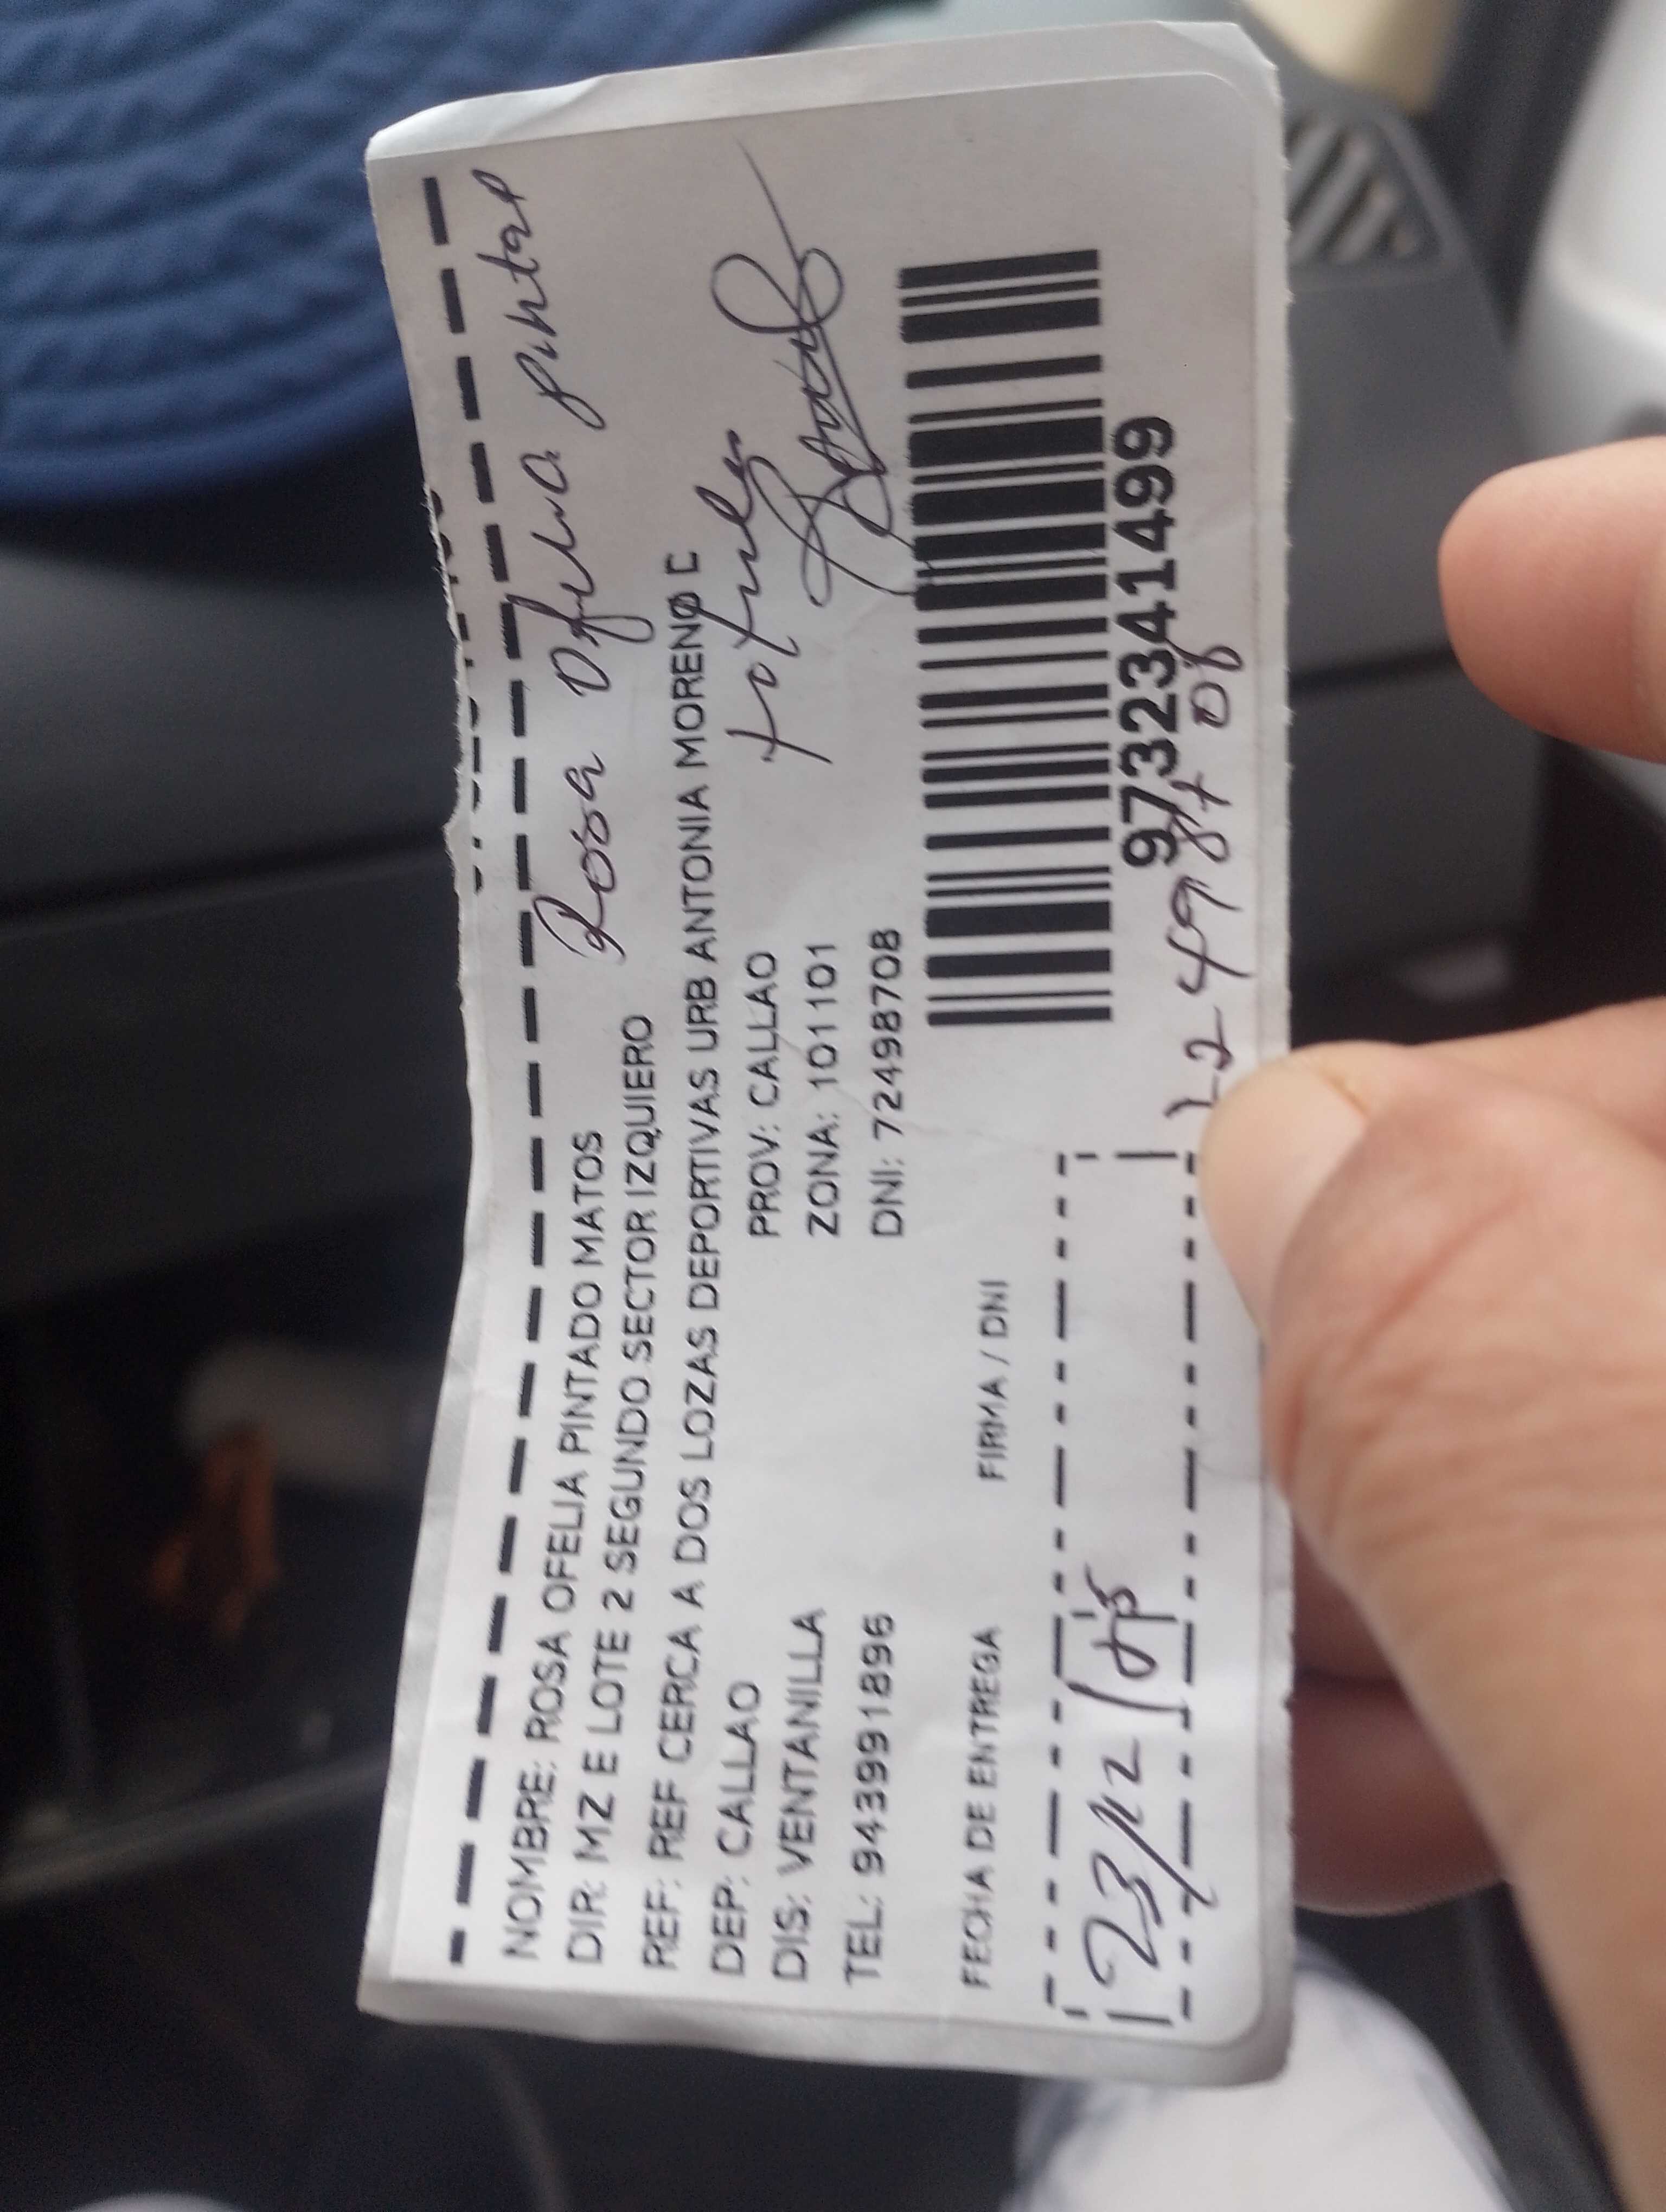 Rosa Ofelia pintad
NOMBRE: ROSA OFELIA PINTADO MATOS
DIR: MZ E LOTE 2 SEGUNDO SECTOR IZQUIERO
REF: REF CERCA A DOS LOZAS DEPORTIVAS URB ANTONIA MORENO C
DEP: CALLAO PROV: CALLAO
DIS: VENTANILLA ZONA: 101101
TEL: 943991896 DNI: 72498708
FECHA DE ENTREGA FIRMA / DNI
9732341499
23/12/
72498708